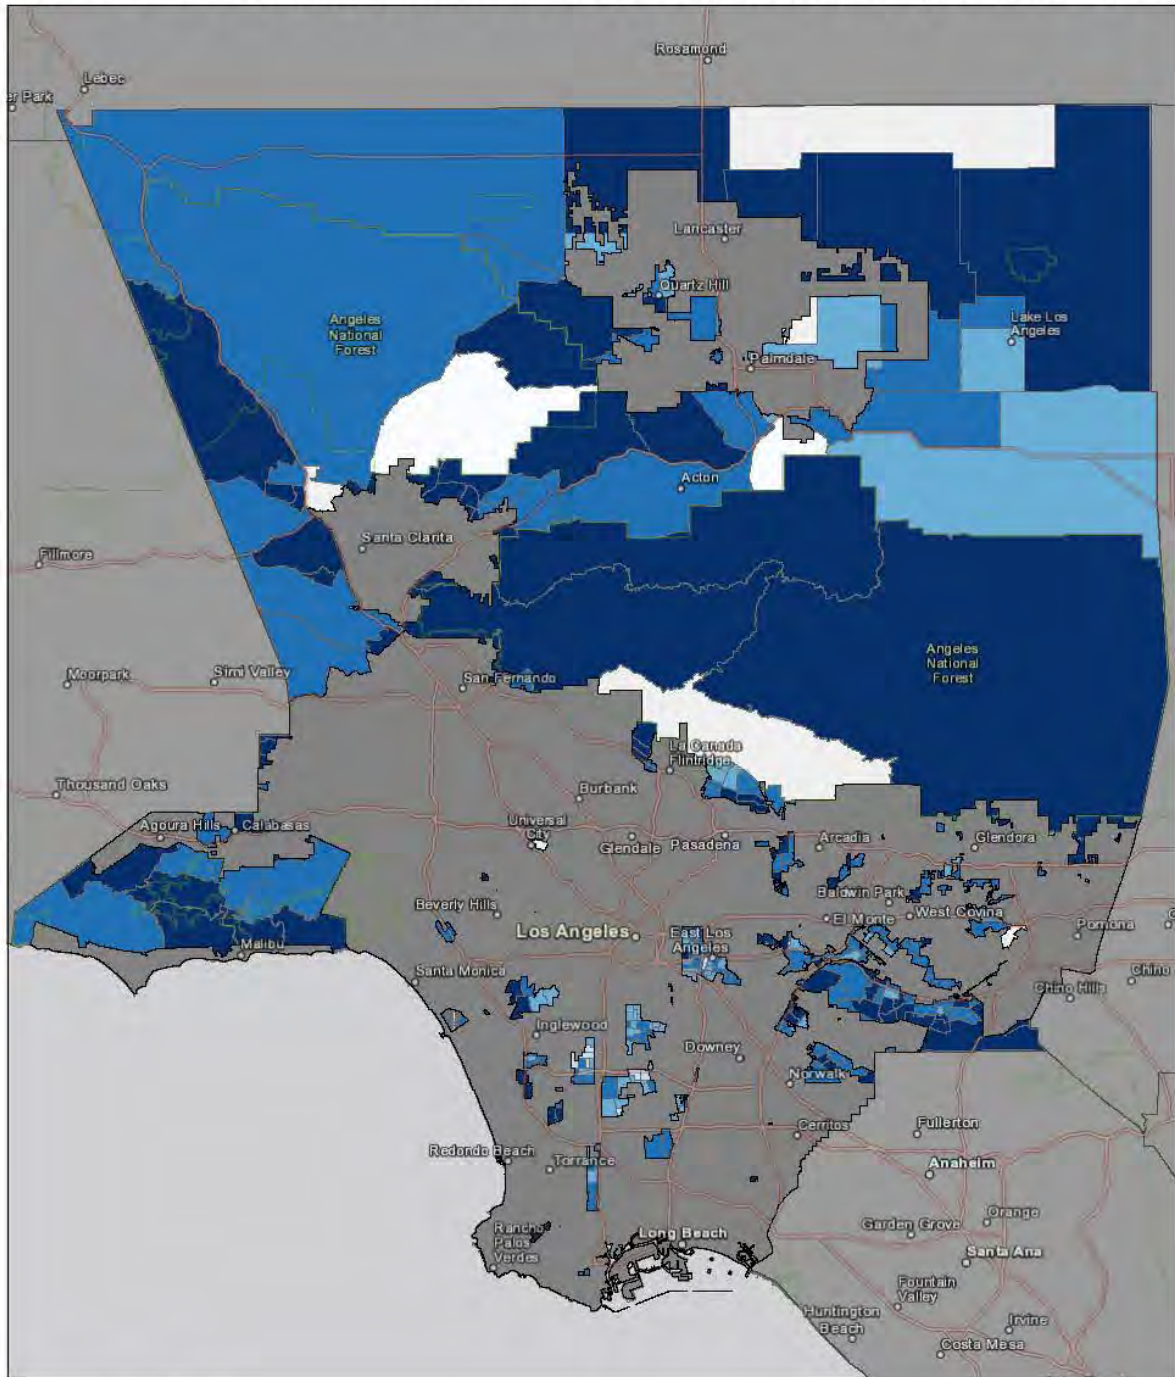 Rosamond
Lebec
er Park
Lancaster
Quartz Hill
Angeles
National
Forest
Lake Los
Angeles
Palmdale
Acton
Santa Clarita
Fillmore
Angeles
National
Forest
Moorpark
Simi Valley
San Fernando
La Canada
Flintridge
Thousand Oaks
Burbank
Agoura Hills
Calabasas
Universal
City
Glendale
Pasadena
Arcadia
Glendora
Baldwin Park
Beverly Hills
El Monte
West Covina
Pomona
Los Angeles
East Los
Angeles
Malibu
Santa Monica
Chino
Chino Hills
Inglewood
Downey
Norwalk
Cerritos
Fullerton
Redondo Beach
Torrance
Anaheim
Rancho
Palos
Verdes
Long Beach
Garden Grove
Orange
Santa Ana
Fountain
Valley
Huntington
Beach
Irvine
Costa Mesa